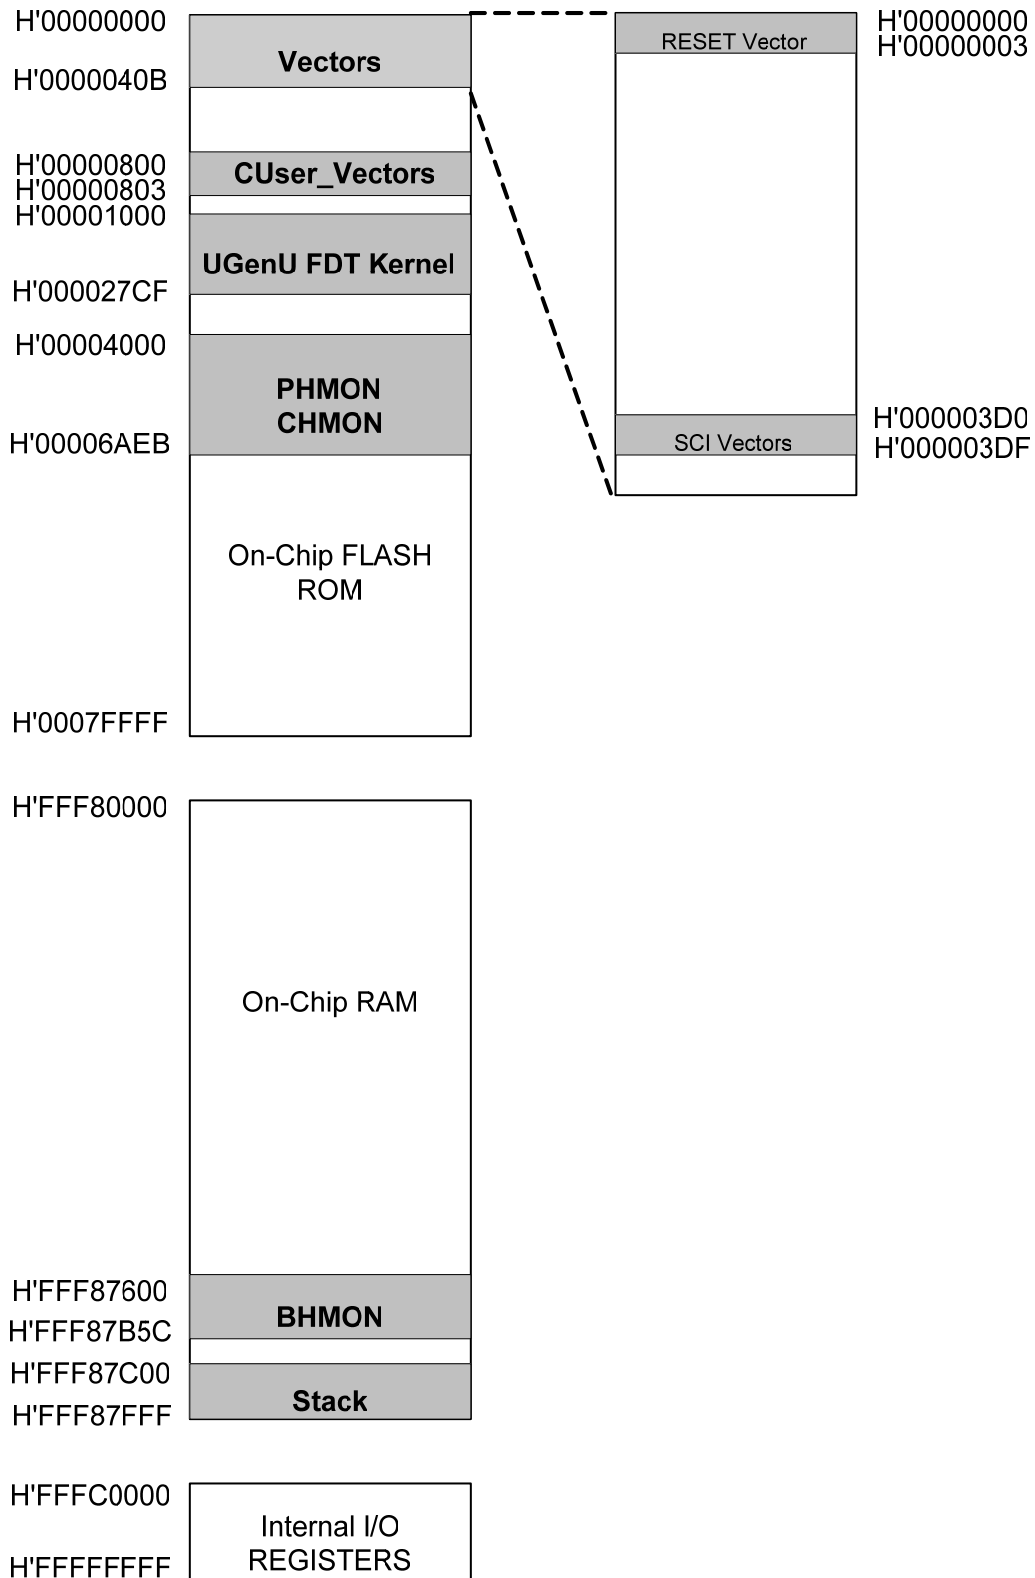 H'00000000
Vectors
H'0000040B
H'00000800
CUser_Vectors
H'00000803
H'00001000
UGenU FDT Kernel
H'000027CF
H'00004000
PHMON
CHMON
H'00006AEB
On-Chip FLASH
ROM
H'0007FFFF
H'FFF80000
On-Chip RAM
H'FFF87600
BHMON
H'FFF87B5C
H'FFF87C00
Stack
H'FFF87FFF
H'FFFC0000
Internal I/O
REGISTERS
H'FFFFFFFF
H'00000000
RESET Vector
H'00000003
H'000003D0
SCI Vectors
H'000003DF